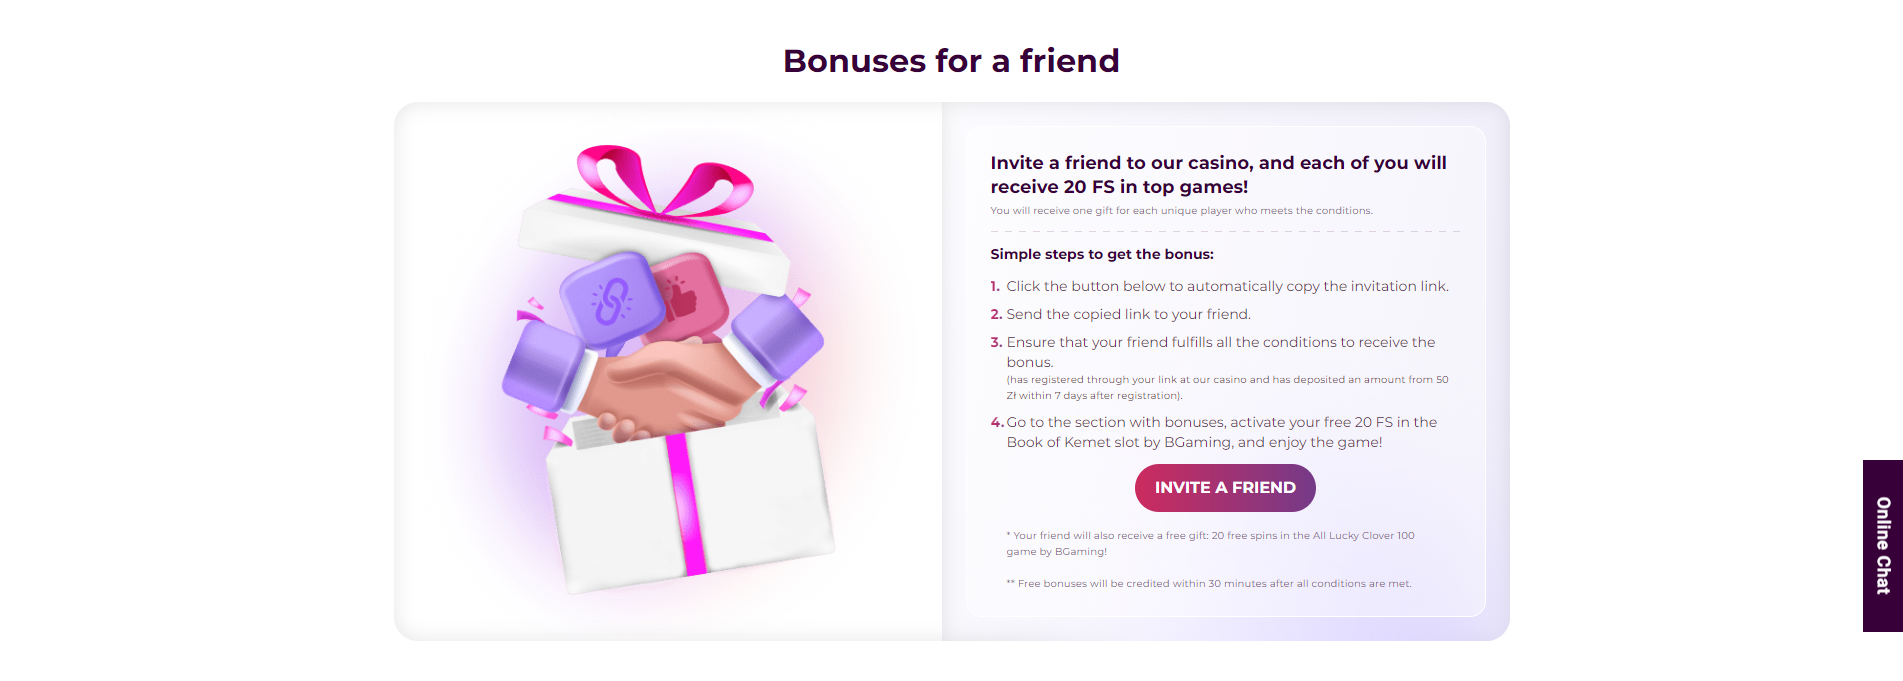 Bonuses for a friend
Invite a friend to our casino, and each of you will
receive 20 FS in top games!
You will receive one gift for each unique player who meets the conditions.
Simple steps to get the bonus:
1. Click the button below to automatically copy the invitation link.
2. Send the copied link to your friend.
3. Ensure that your friend fulfills all the conditions to receive the
bonus.
(has registered through your link at our casino and has deposited an amount from 50
Zł within 7 days after registration).
4. Go to the section with bonuses, activate your free 20 FS in the
Book of Kemet slot by BGaming, and enjoy the game!
INVITE A FRIEND
* Your friend will also receive a free gift: 20 free spins in the All Lucky Clover 100
game by BGaming!
** Free bonuses will be credited within 30 minutes after all conditions are met.
Online Chat